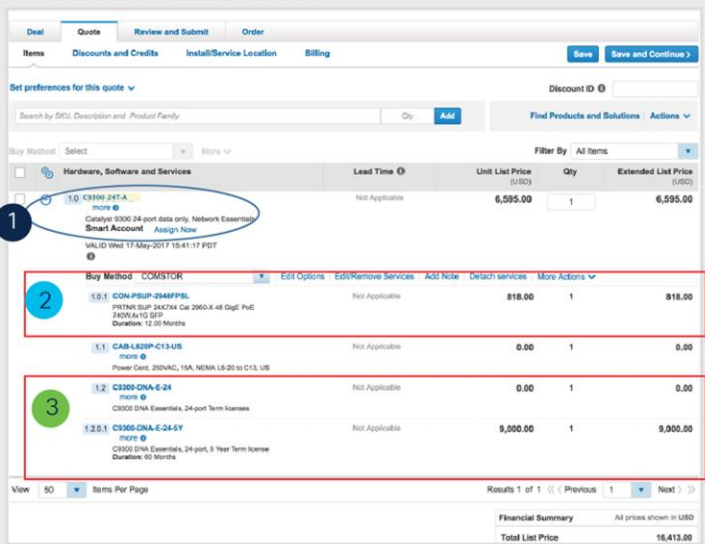 Deal Quote Review and Submit Order
Items Discounts and Credits Install/Service Location Billing Save Save and Continue >
Set preferences for this quote Discount ID
Search by SKU, Description and Product Family Qty Add Find Products and Solutions Actions
Buy Method Select More Filter By All Items
Hardware, Software and Services Lead Time Unit List Price (USD) Qty Extended List Price (USD)
1.0 C9300-24T-A Not Applicable 6,595.00 1 6,595.00
more
Catalyst 9300 24-port data only, Network Essentials
1
Smart Account Assign Now
VALID Wed 17-May-2017 15:41:17 PDT
Buy Method COMSTOR Edit Options Edit/Remove Services Add Note Detach services More Actions
2
1.0.1 CON-PSUP-2948FPSL Not Applicable 818.00 1 818.00
PRTNR SUP 24X7X4 Cat 2960-X 48 GigE PoE
740W,4x1G SFP
Duration: 12.00 Months
1.1 CAB-L620P-C13-US Not Applicable 0.00 1 0.00
more
Power Cord, 250VAC, 15A, NEMA L6-20 to C13, US
3
1.2 C9300-DNA-E-24 Not Applicable 0.00 1 0.00
more
C9300 DNA Essentials, 24-port Term licenses
1.2.0.1 C9300-DNA-E-24-5Y Not Applicable 9,000.00 1 9,000.00
more
C9300 DNA Essentials, 24-port, 5 Year Term license
Duration: 60 Months
View 50 Items Per Page Results 1 of 1 Previous 1 Next
Financial Summary All prices shown in USD
Total List Price 16,413.00